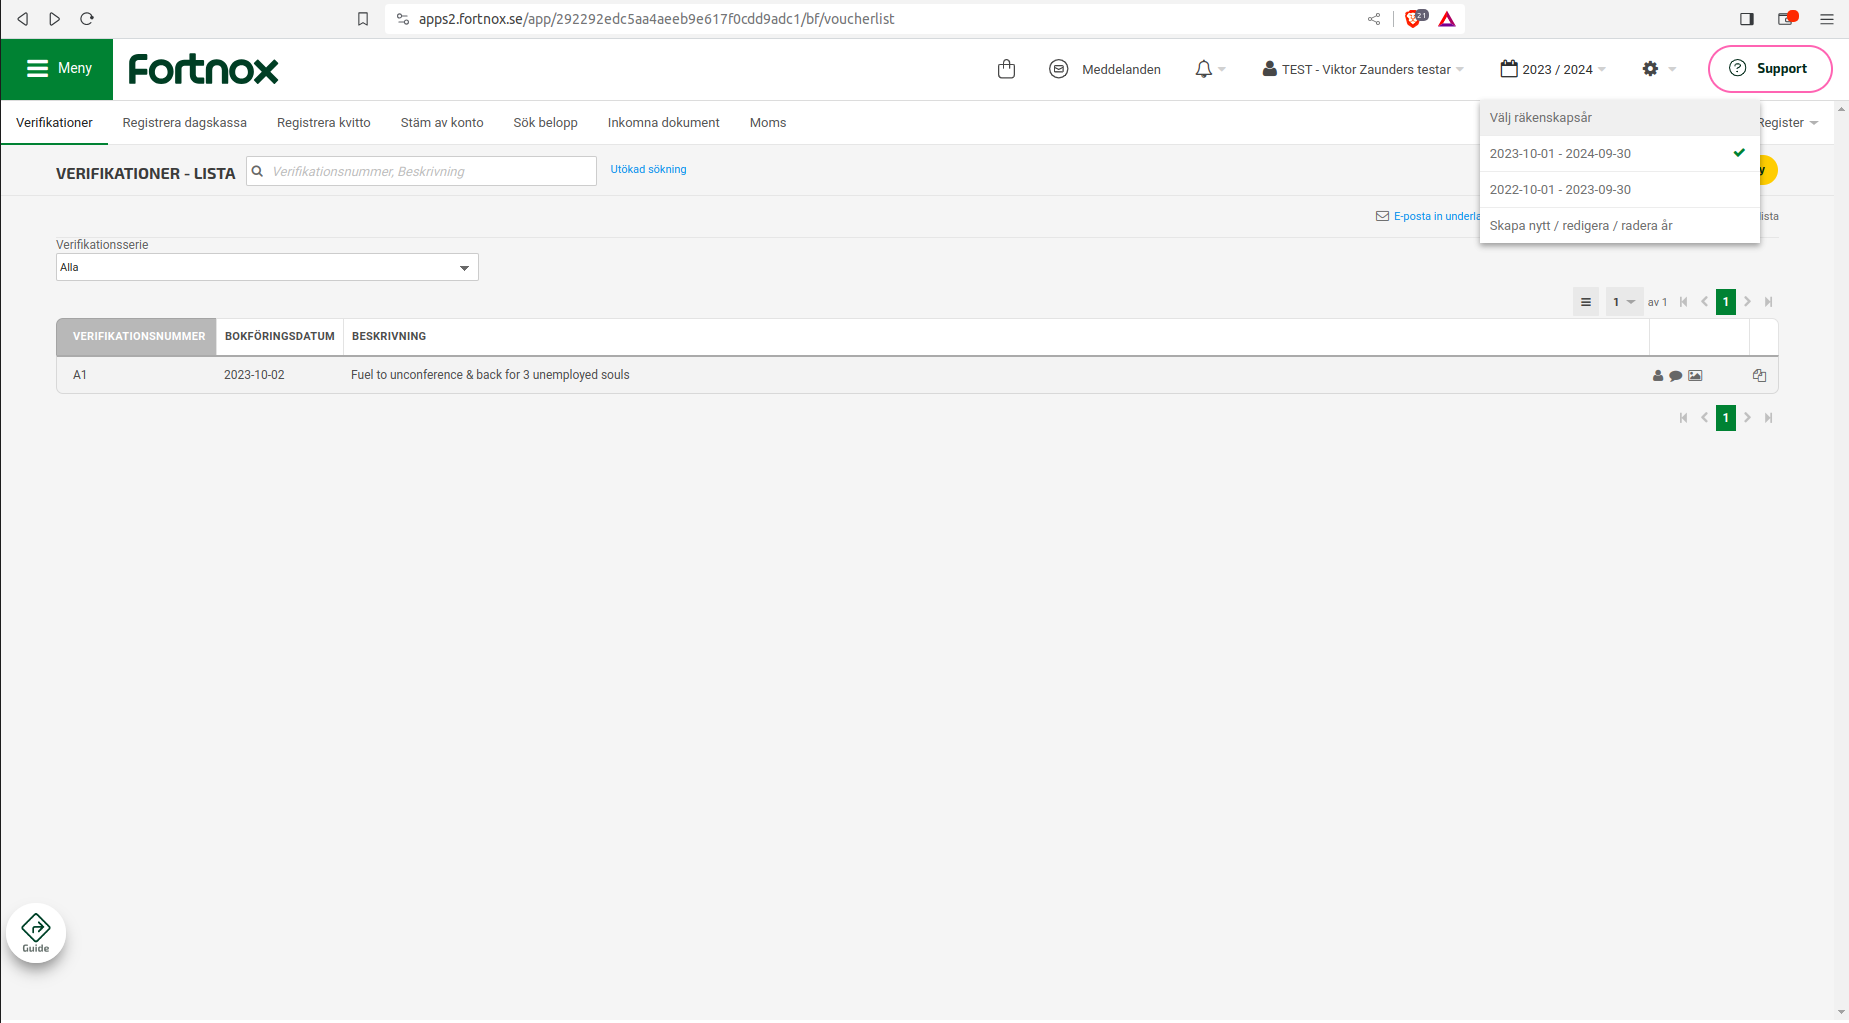 apps2.fortnox.se/app/292292edc5aa4aeeb9e617f0cdd9adc1/bf/voucherlist
21
Meny
Fortnox
Meddelanden
TEST - Viktor Zaunders testar
2023 / 2024
Support
Verifikationer
Registrera dagskassa
Registrera kvitto
Stäm av konto
Sök belopp
Inkomna dokument
Moms
Register
Välj räkenskapsår
2023-10-01 - 2024-09-30
2022-10-01 - 2023-09-30
Skapa nytt / redigera / radera år
VERIFIKATIONER - LISTA
Verifikationsnummer, Beskrivning
Utökad sökning
y
E-posta in underla
ista
Verifikationsserie
Alla
1
av 1
1
VERIFIKATIONSNUMMER
BOKFÖRINGSDATUM
BESKRIVNING
A1
2023-10-02
Fuel to unconference & back for 3 unemployed souls
1
Guide